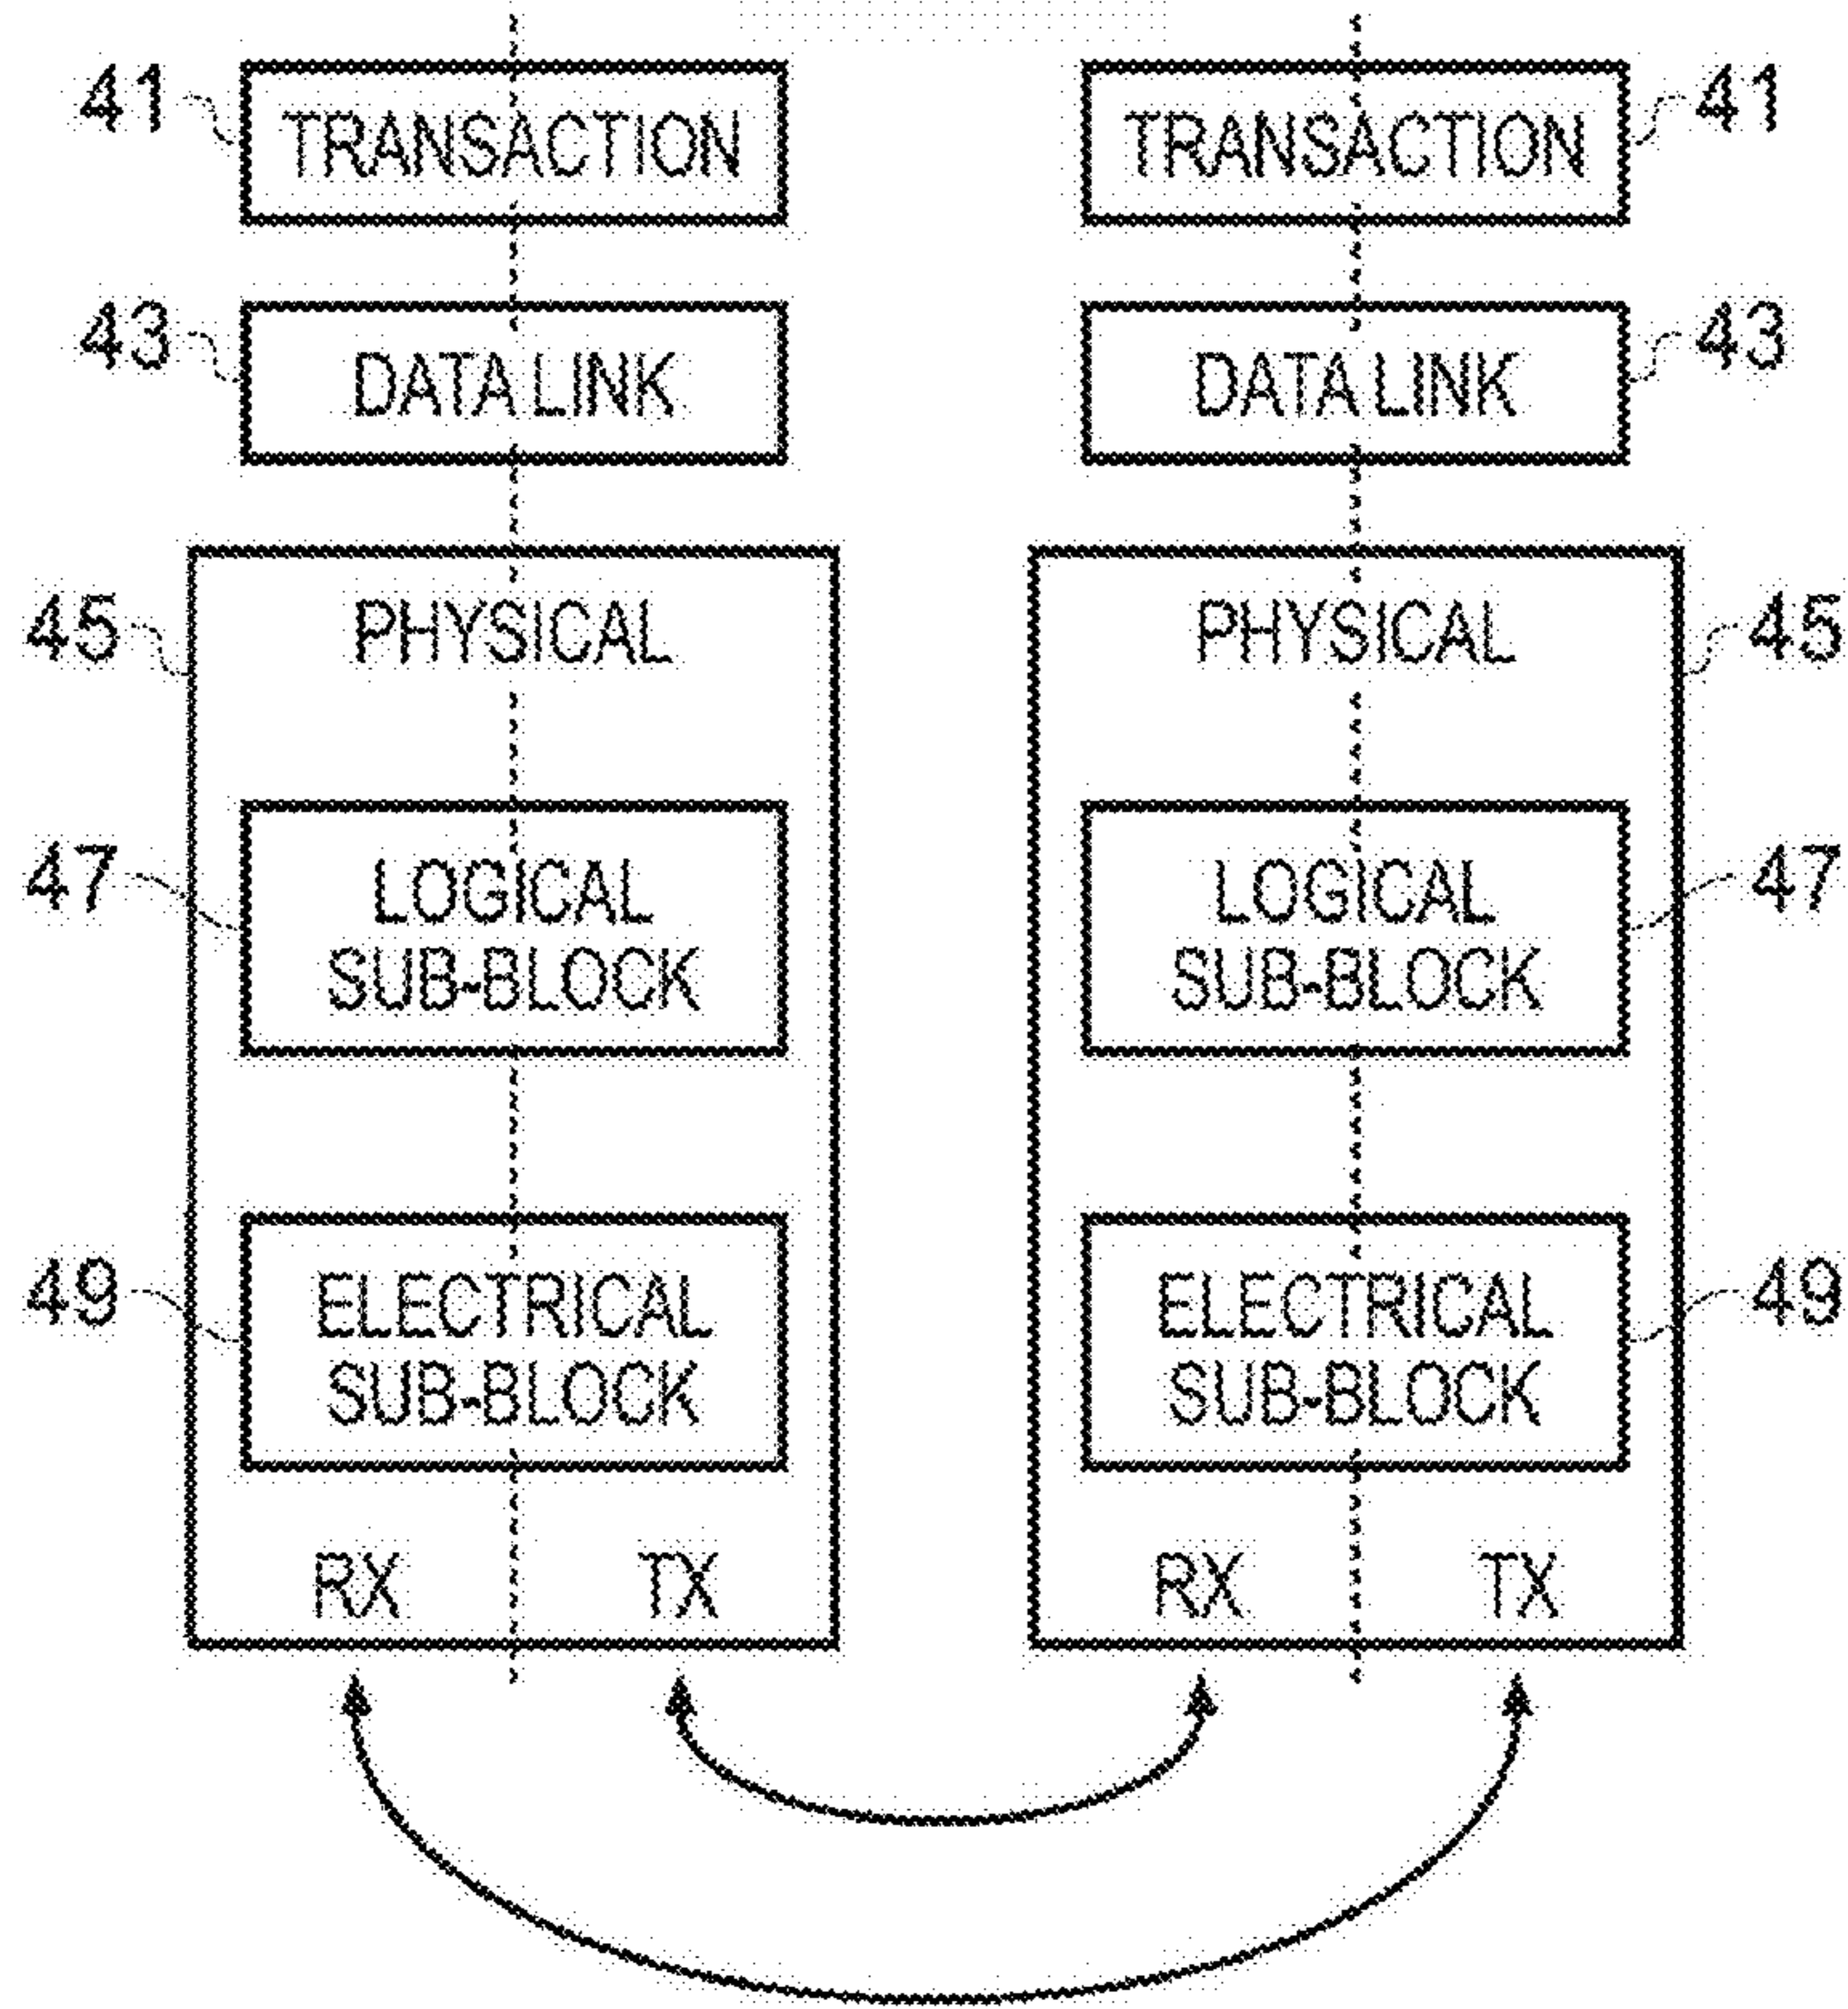 41 TRANSACTION TRANSACTION 41
43 DATA LINK DATA LINK 43
45 PHYSICAL PHYSICAL 45
47 LOGICAL LOGICAL 47
SUB-BLOCK SUB-BLOCK
49 ELECTRICAL ELECTRICAL 49
SUB-BLOCK SUB-BLOCK
RX TX RX TX